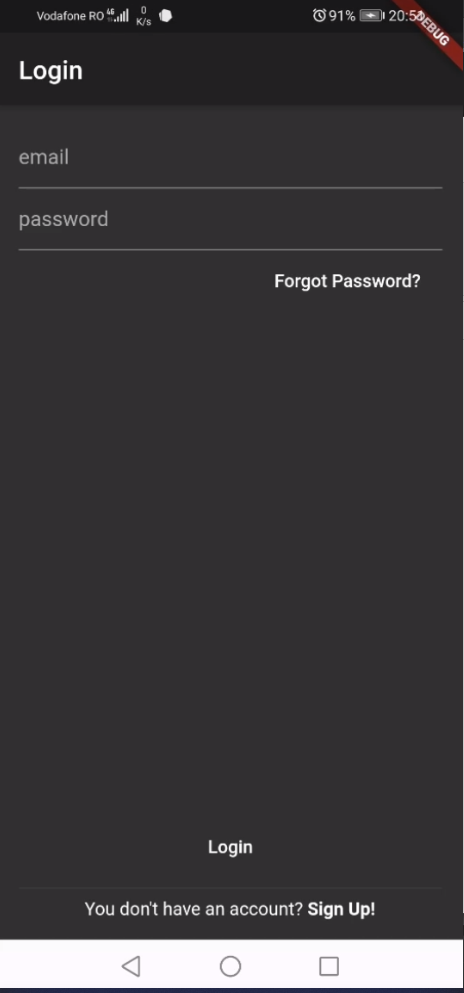 Vodafone RO 4G 0 K/s 91% 20:5
DEBUG
Login
email
password
Forgot Password?
Login
You don't have an account? Sign Up!